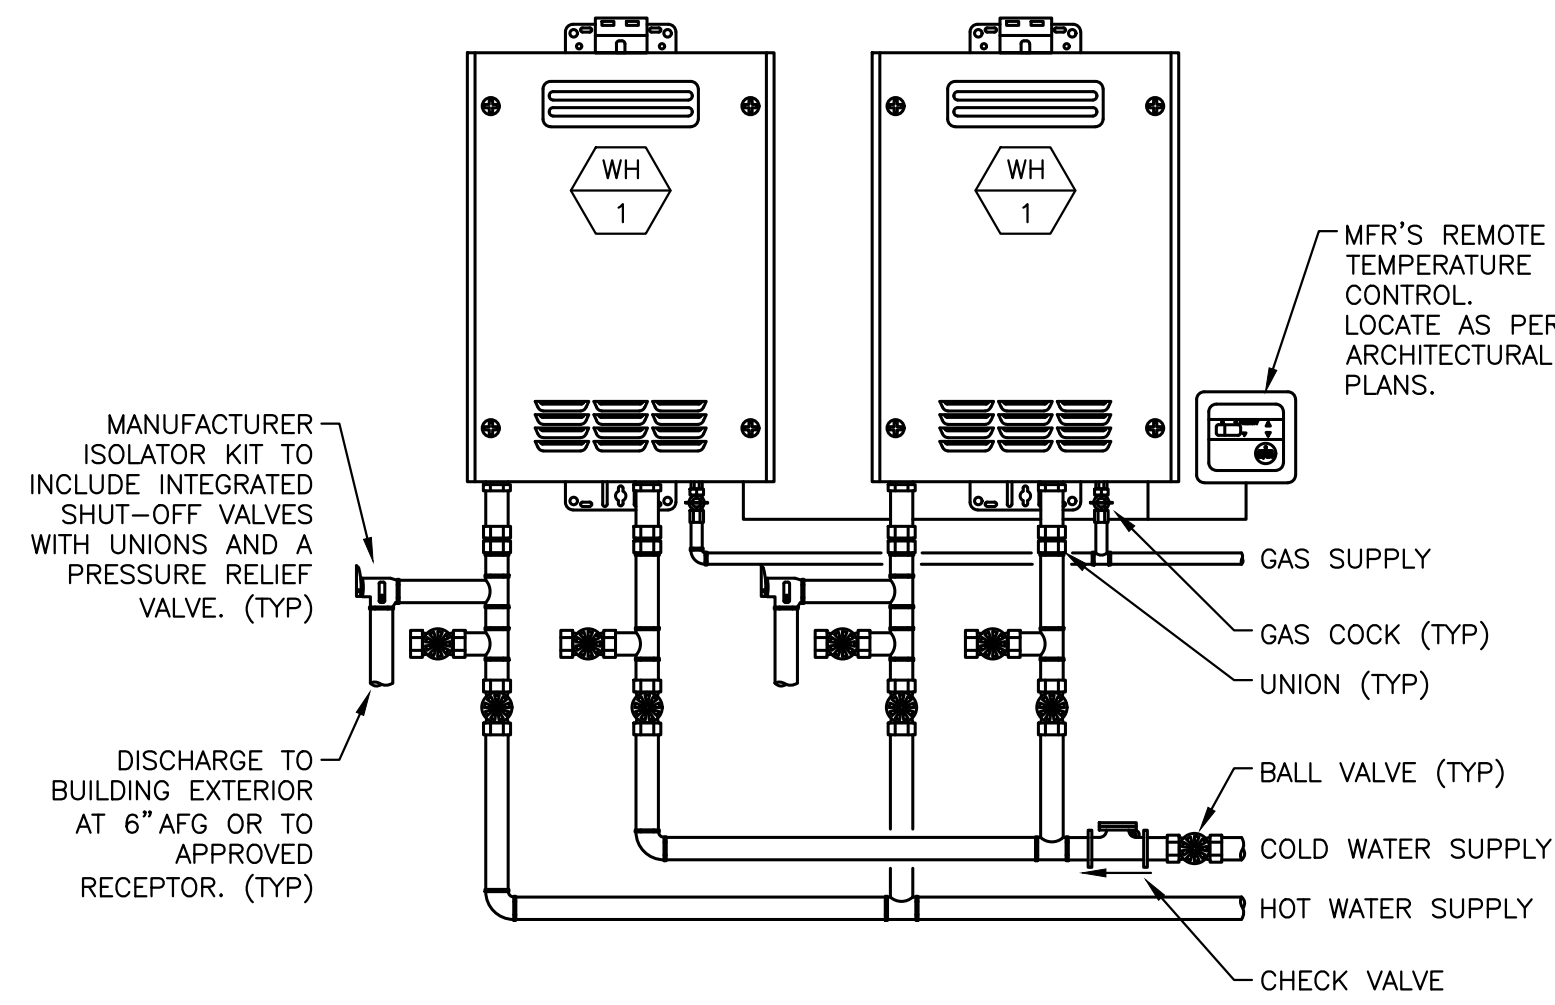 WH
1
WH
1
MFR'S REMOTE
TEMPERATURE
CONTROL.
LOCATE AS PER
ARCHITECTURAL
PLANS.
MANUFACTURER
ISOLATOR KIT TO
INCLUDE INTEGRATED
SHUT-OFF VALVES
WITH UNIONS AND A
PRESSURE RELIEF
VALVE. (TYP)
GAS SUPPLY
GAS COCK (TYP)
UNION (TYP)
DISCHARGE TO
BUILDING EXTERIOR
AT 6" AFG OR TO
APPROVED
RECEPTOR. (TYP)
BALL VALVE (TYP)
COLD WATER SUPPLY
HOT WATER SUPPLY
CHECK VALVE